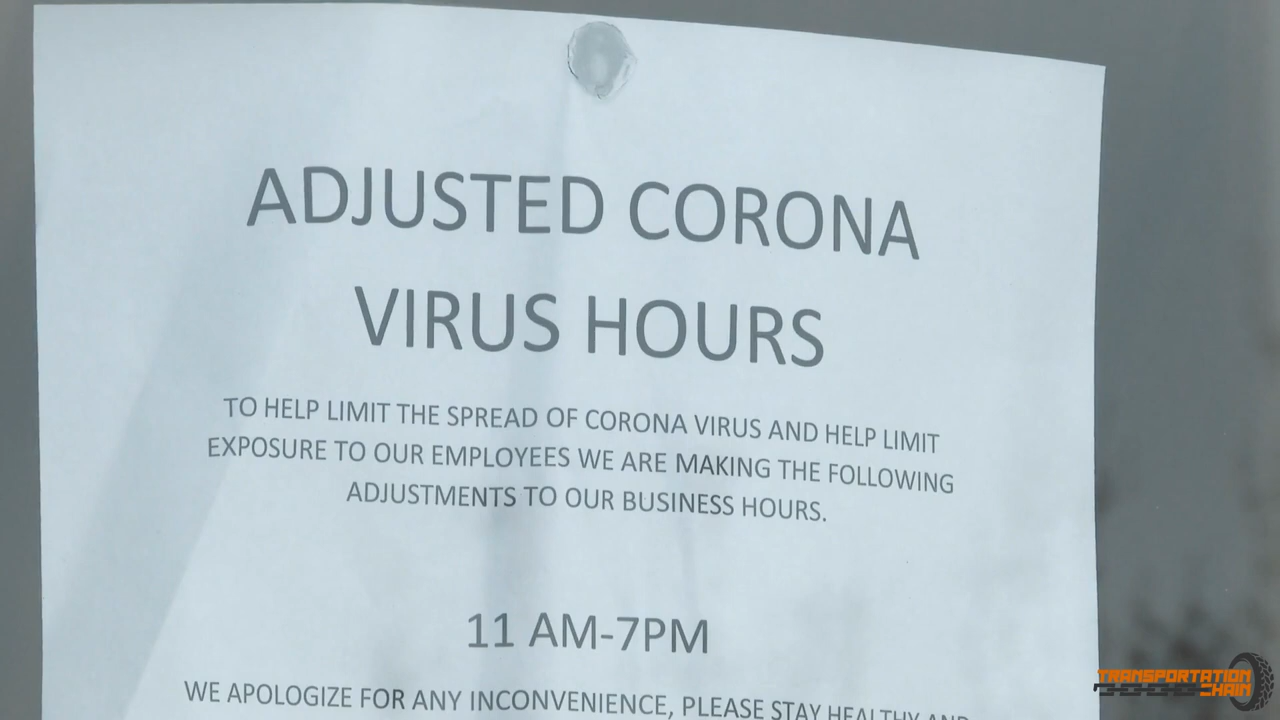 ADJUSTED CORONA
VIRUS HOURS
TO HELP LIMIT THE SPREAD OF CORONA VIRUS AND HELP LIMIT
EXPOSURE TO OUR EMPLOYEES WE ARE MAKING THE FOLLOWING
ADJUSTMENTS TO OUR BUSINESS HOURS.
11 AM-7PM
WE APOLOGIZE FOR ANY INCONVENIENCE, PLEASE STAY HEALTHY AND
TRANSPORTATION
CHAIN